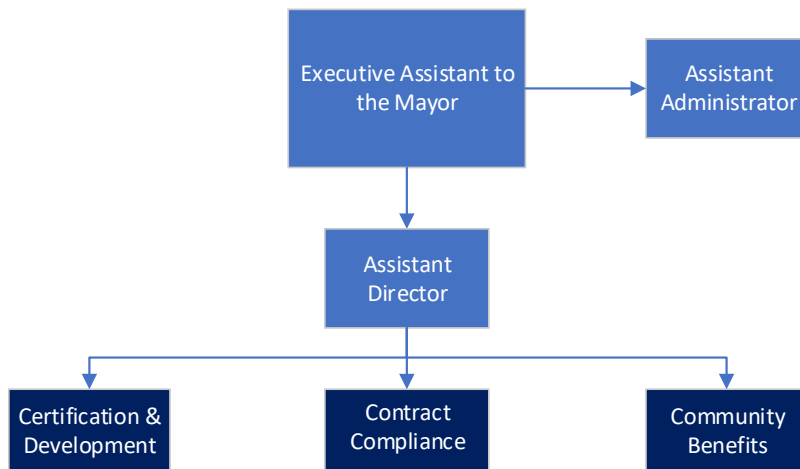 Executive Assistant to
the Mayor
Assistant
Administrator
Assistant
Director
Certification &
Development
Contract
Compliance
Community
Benefits